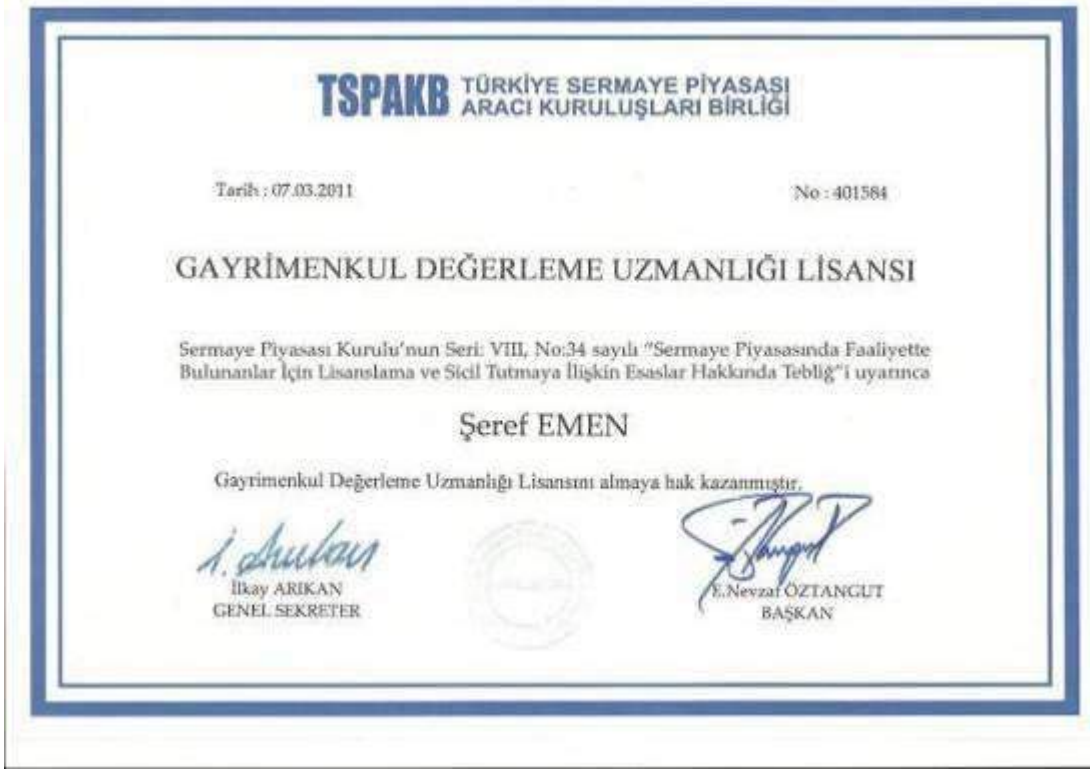 TSPAKB TÜRKİYE SERMAYE PİYASASI
ARACI KURULUŞLARI BİRLİĞİ
Tarih : 07.03.2011
No : 401584
GAYRİMENKUL DEĞERLEME UZMANLIĞI LİSANSI
Sermaye Piyasası Kurulu'nun Seri: VIII, No:34 sayılı "Sermaye Piyasasında Faaliyette
Bulunanlar İçin Lisanslama ve Sicil Tutmaya İlişkin Esaslar Hakkında Tebliğ"i uyarınca
Şeref EMEN
Gayrimenkul Değerleme Uzmanlığı Lisansını almaya hak kazanmıştır.
İlkay ARIKAN
GENEL SEKRETER
E.Nevzat ÖZTANGUT
BAŞKAN